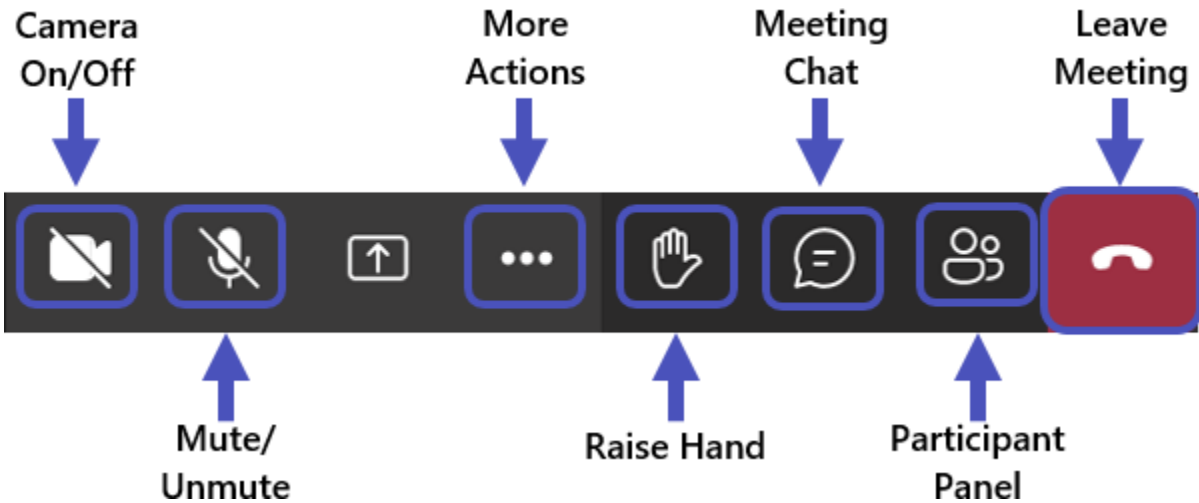 Camera
On/Off
More
Actions
Meeting
Chat
Leave
Meeting
Mute/
Unmute
Raise Hand
Participant
Panel